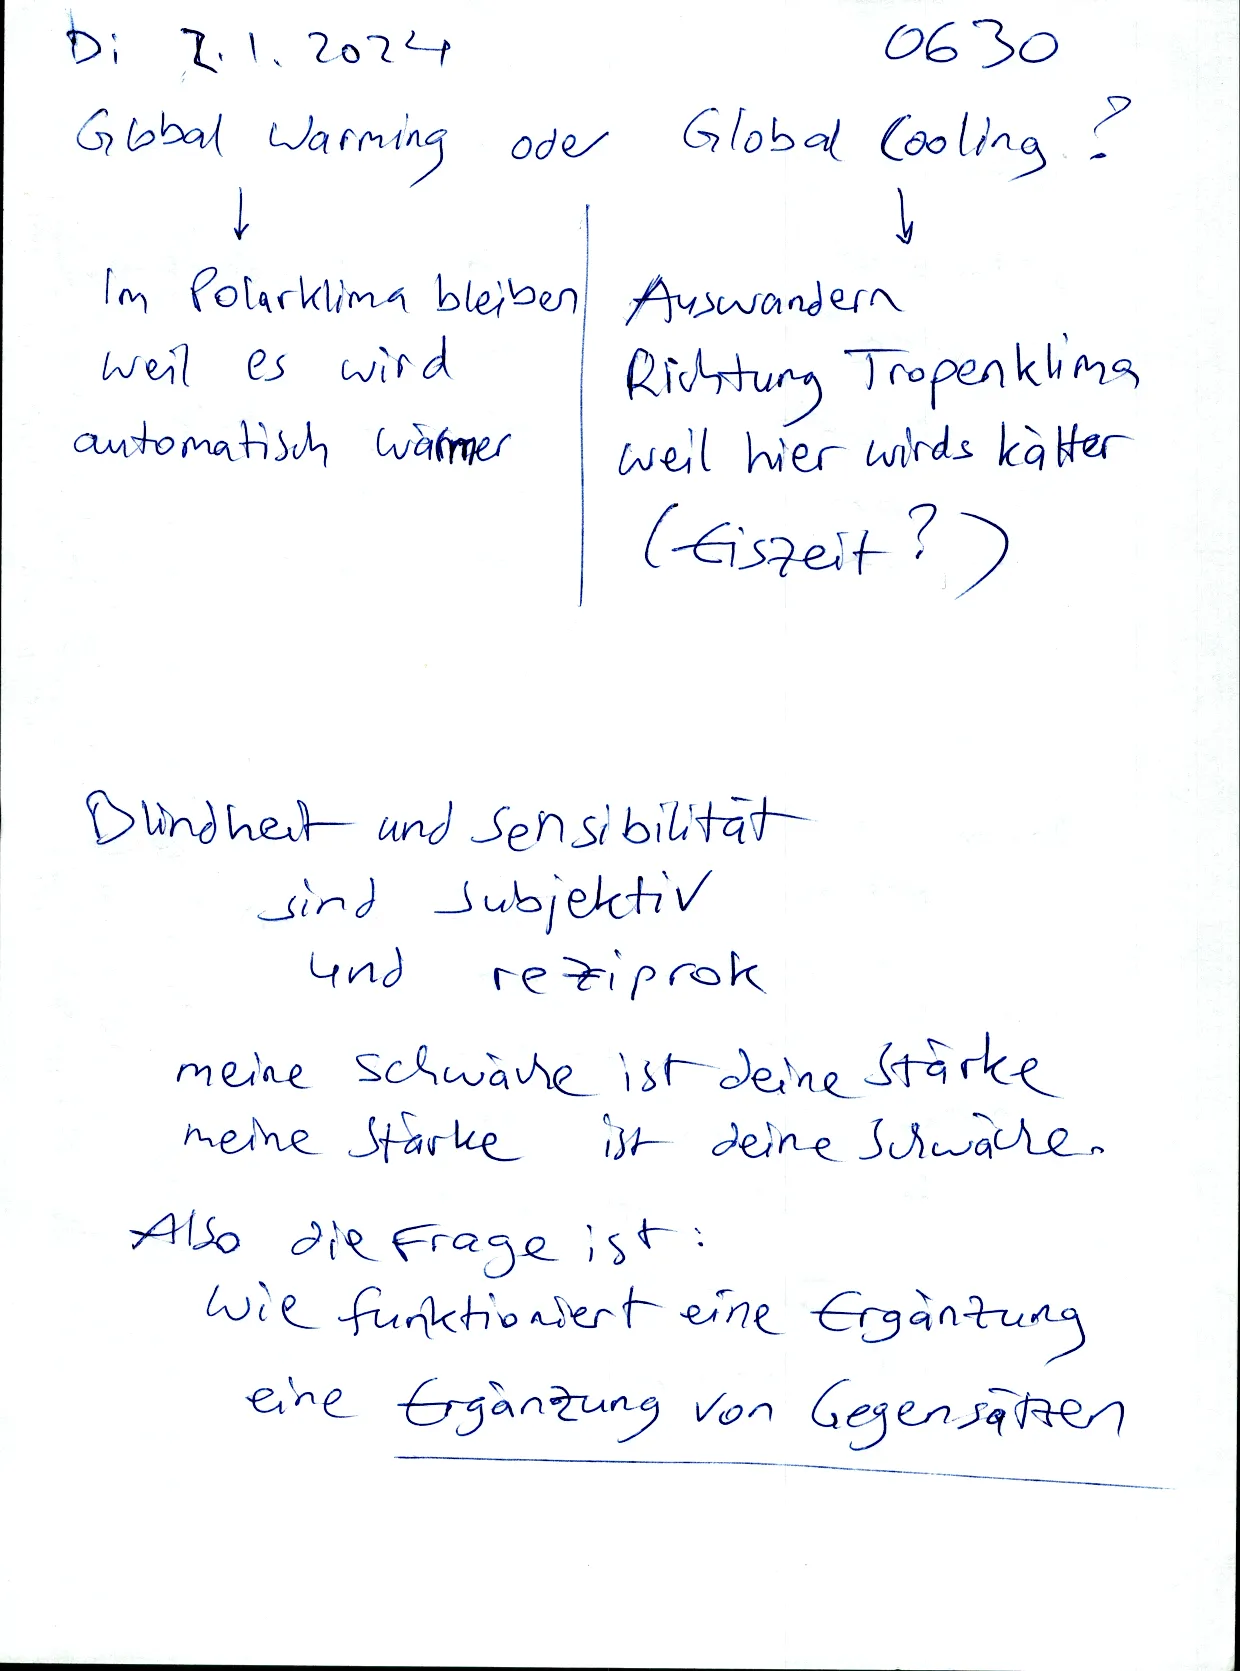 Di 2.1.2024 0630
Global Warming oder Global Cooling?
↓ ↓
Im Polarklima bleiben
weil es wird
automatisch wärmer
Auswandern
Richtung Tropenklima
weil hier wirds kälter
(Eiszeit?)
Blindheit und Sensibilität
sind subjektiv
und reziprok
meine Schwäche ist deine Stärke
meine Stärke ist deine Schwäche.
Also die Frage ist:
Wie funktioniert eine Ergänzung
eine Ergänzung von Gegensätzen